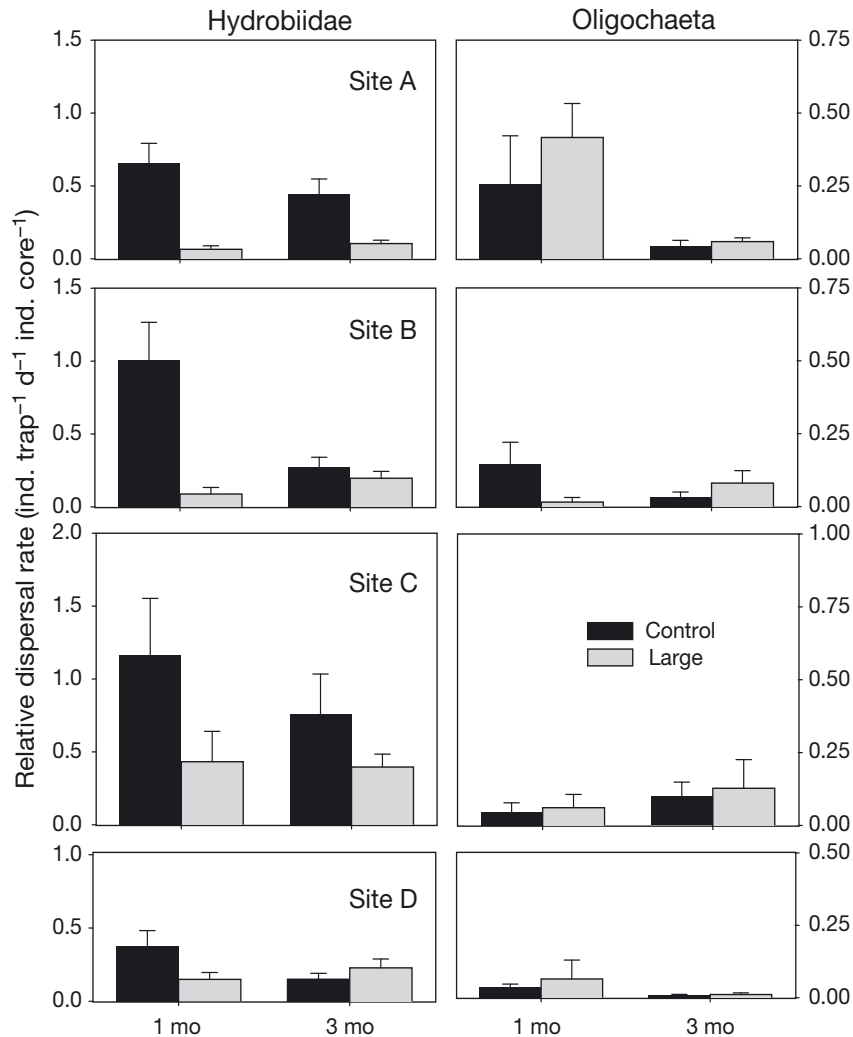 Hydrobiidae
Oligochaeta
Relative dispersal rate (ind. trap⁻¹ d⁻¹ ind. core⁻¹)
1.5
1.0
0.5
0.0
Site A
0.75
0.50
0.25
0.00
1.5
1.0
0.5
0.0
Site B
0.75
0.50
0.25
0.00
2.0
1.5
1.0
0.5
0.0
Site C
Control
Large
1.00
0.75
0.50
0.25
0.00
1.0
0.5
0.0
Site D
0.50
0.25
0.00
1 mo
3 mo
1 mo
3 mo